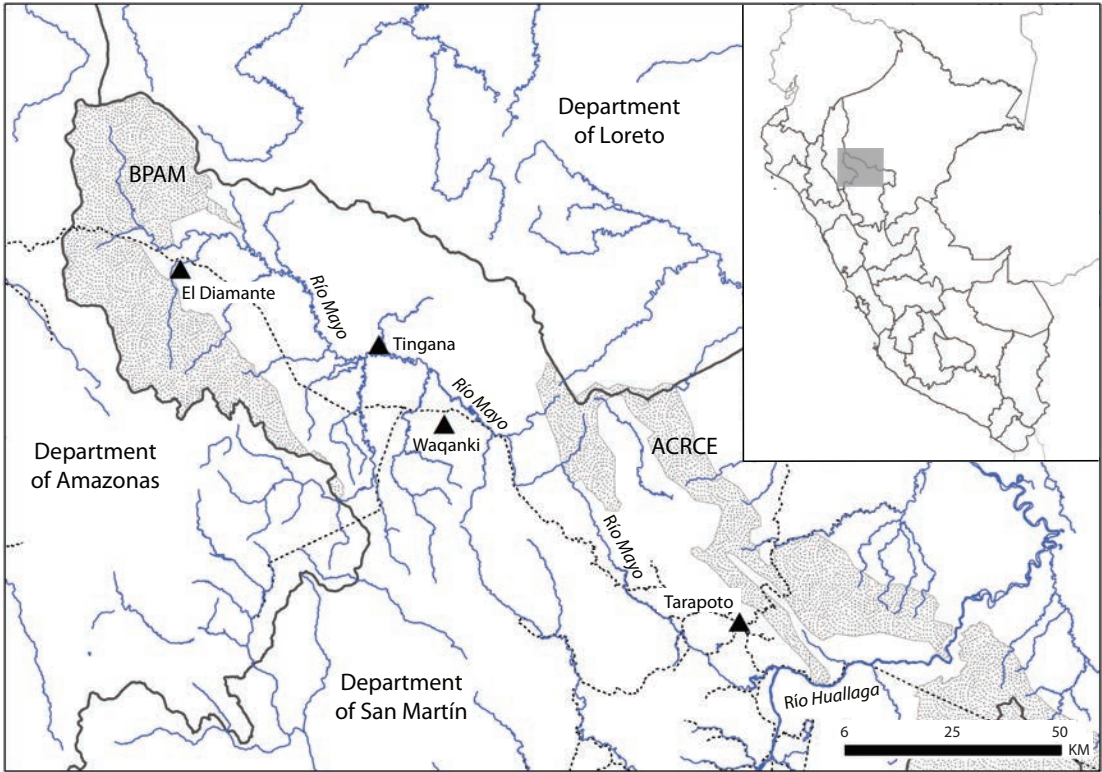 Department
of Loreto
BPAM
El Diamante
Río Mayo
Tingana
Río Mayo
Waqanki
ACRCE
Department
of Amazonas
Río Mayo
Tarapoto
Department
of San Martín
Río Huallaga
6 25 50
KM